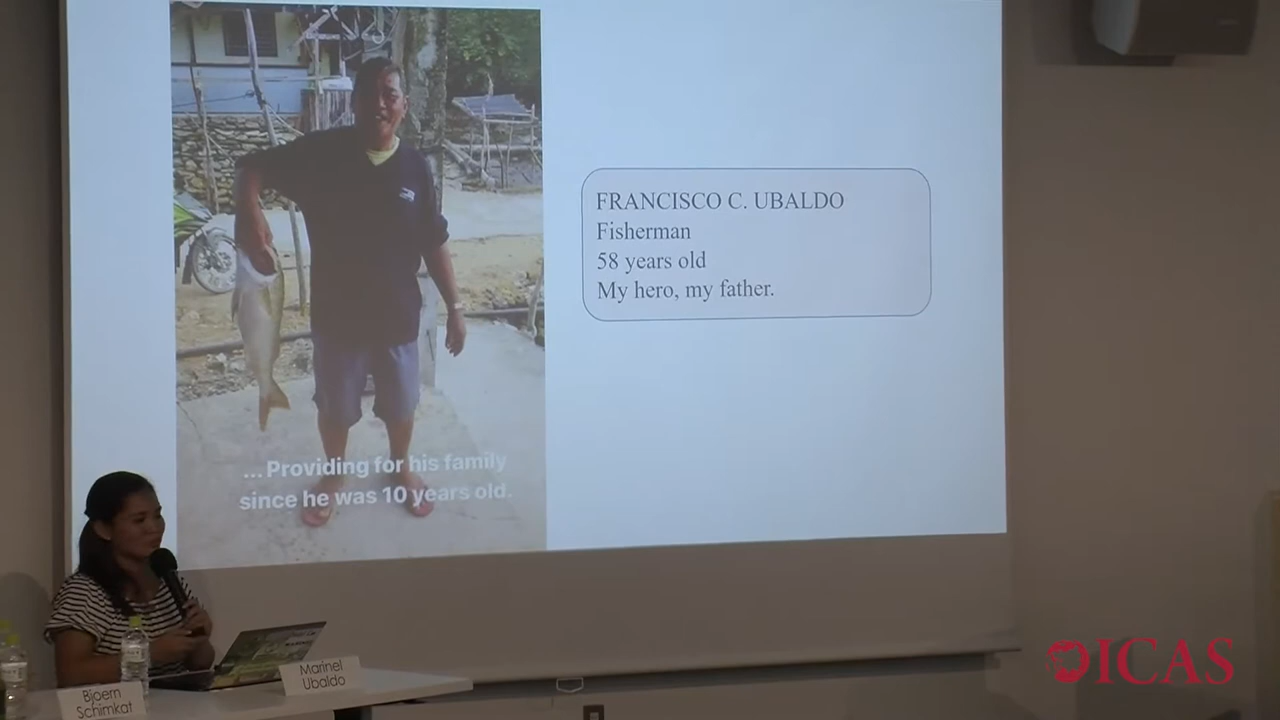 FRANCISCO C. UBALDO
Fisherman
58 years old
My hero, my father.
...Providing for his family
since he was 10 years old.
Marinel
Ubaldo
Bjoern
Schimkat
ICAS